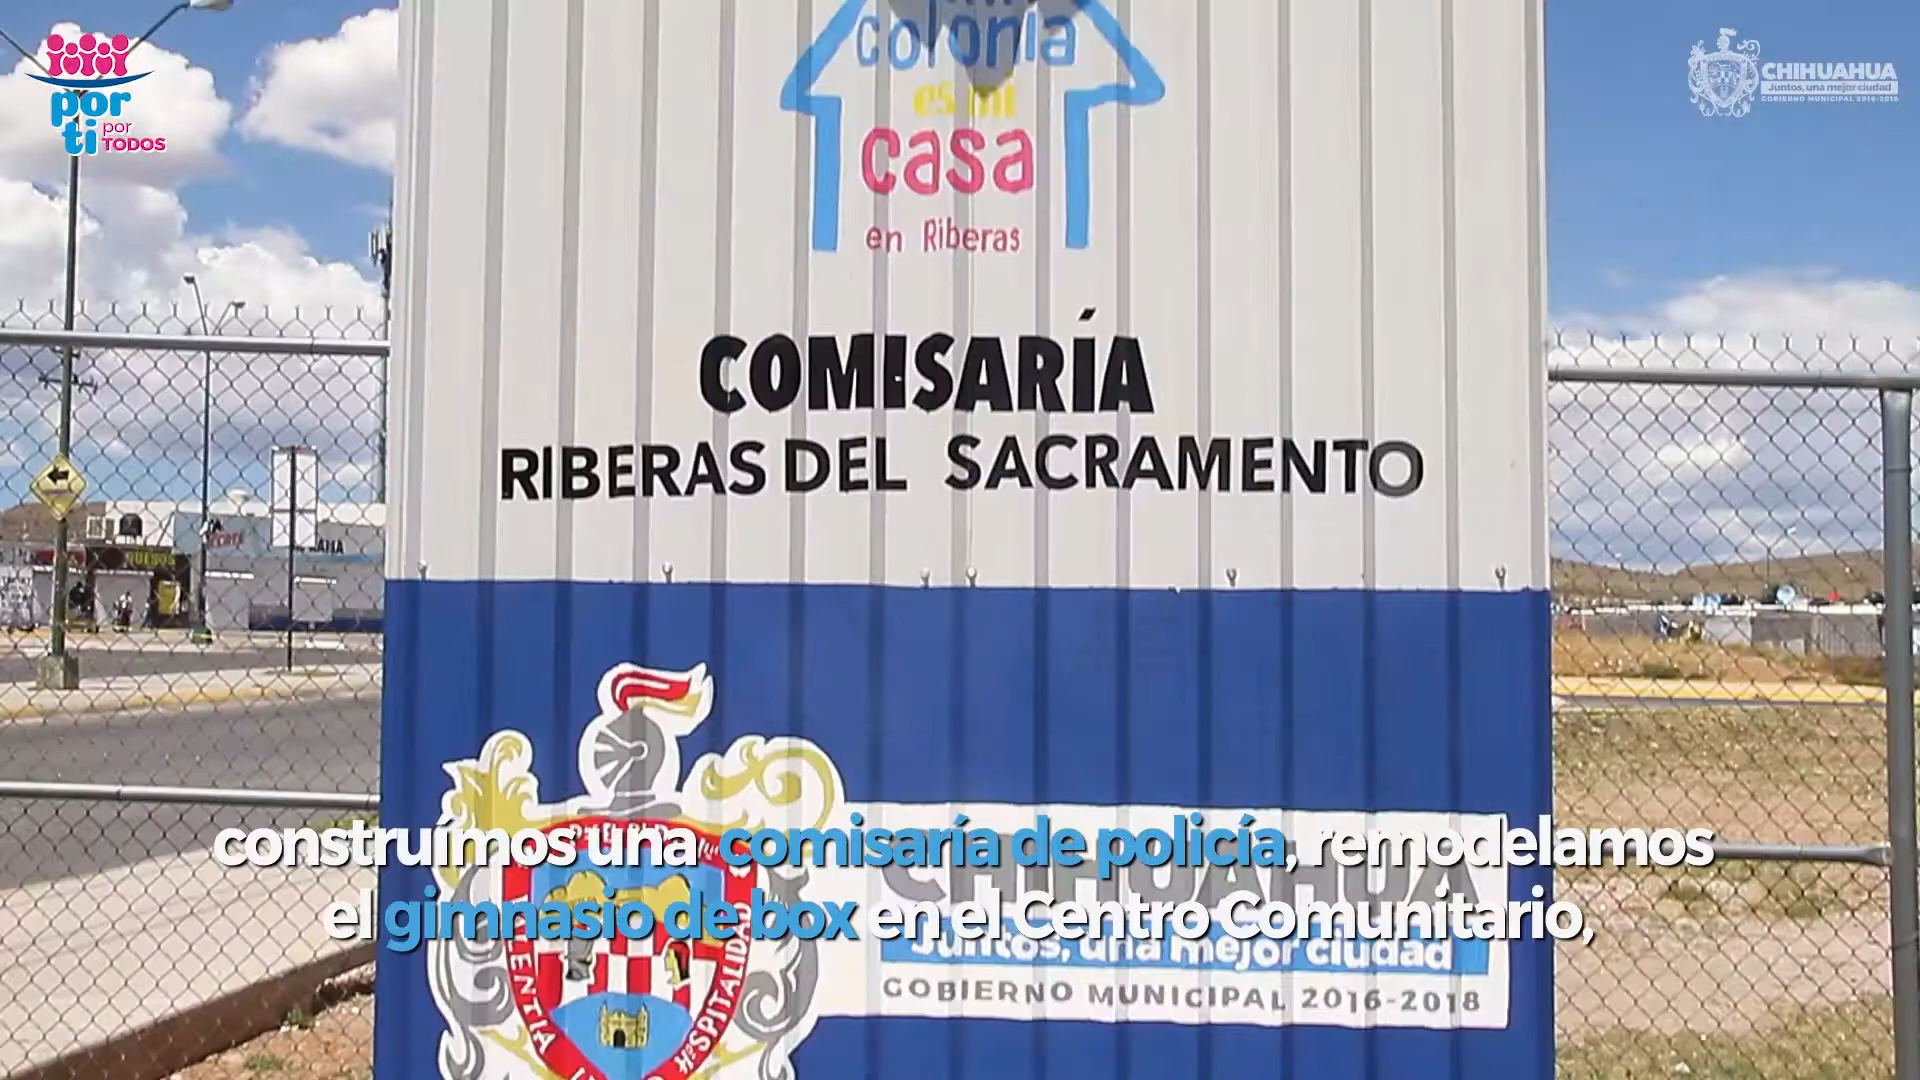 por
ti por
TODOS
CHIHUAHUA
Juntos, una mejor ciudad
GOBIERNO MUNICIPAL 2016-2018
colonia
es mi
casa
en Riberas
COMISARÍA
RIBERAS DEL SACRAMENTO
construímos una comisaría de policía, remodelamos
el gimnasio de box en el Centro Comunitario,
CHIHUAHUA
Juntos, una mejor ciudad
GOBIERNO MUNICIPAL 2016-2018